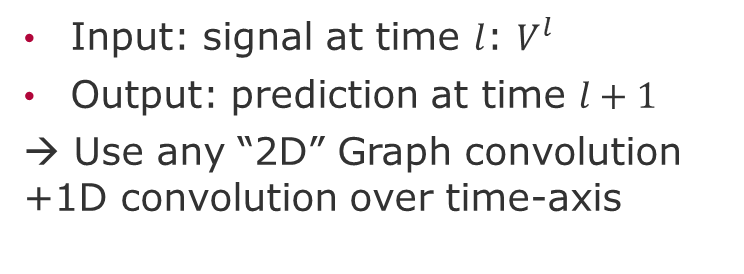 • Input: signal at time l: Vˡ
• Output: prediction at time l + 1
→ Use any “2D” Graph convolution
+1D convolution over time-axis